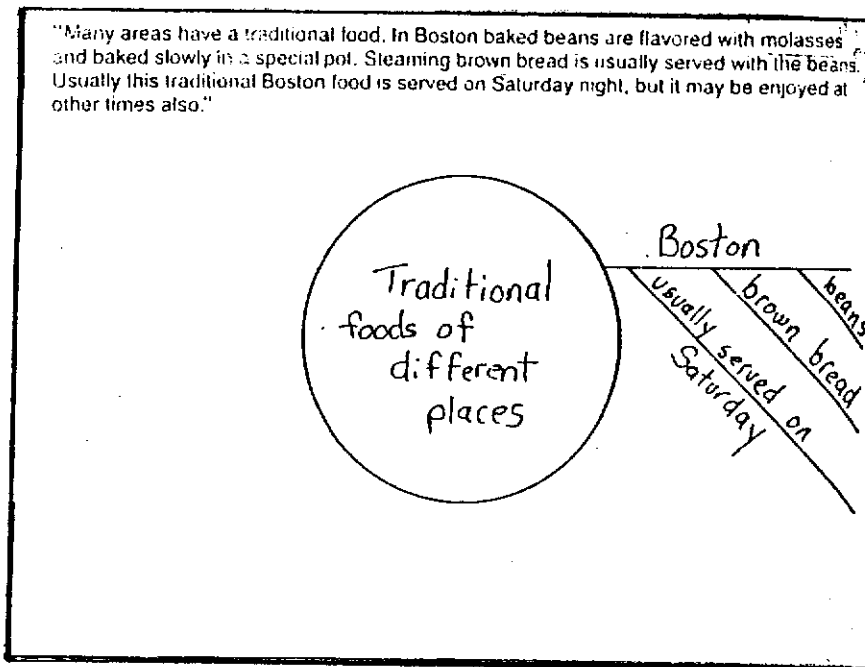 "Many areas have a traditional food. In Boston baked beans are flavored with molasses
and baked slowly in a special pot. Steaming brown bread is usually served with the beans.
Usually this traditional Boston food is served on Saturday night, but it may be enjoyed at
other times also."
Boston
Traditional
foods of
different
places
usually served on
Saturday
brown bread
beans